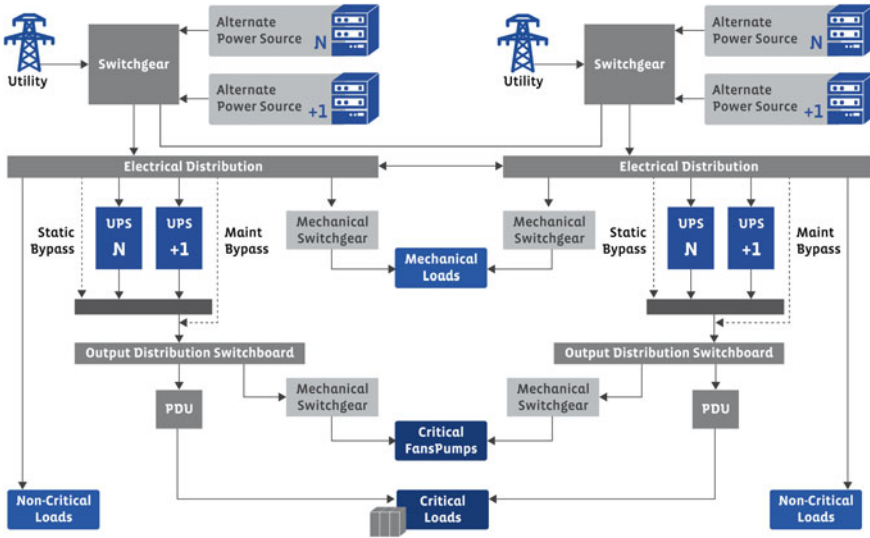 Alternate
Power Source N
Alternate
Power Source N
Utility
Switchgear
Utility
Switchgear
Alternate
Power Source +1
Alternate
Power Source +1
Electrical Distribution
Electrical Distribution
Static
Bypass
UPS
N
UPS
+1
Maint
Bypass
Mechanical
Switchgear
Mechanical
Switchgear
Static
Bypass
UPS
N
UPS
+1
Maint
Bypass
Mechanical
Loads
Output Distribution Switchboard
Output Distribution Switchboard
PDU
Mechanical
Switchgear
Mechanical
Switchgear
PDU
Critical
FansPumps
Non-Critical
Loads
Critical
Loads
Non-Critical
Loads